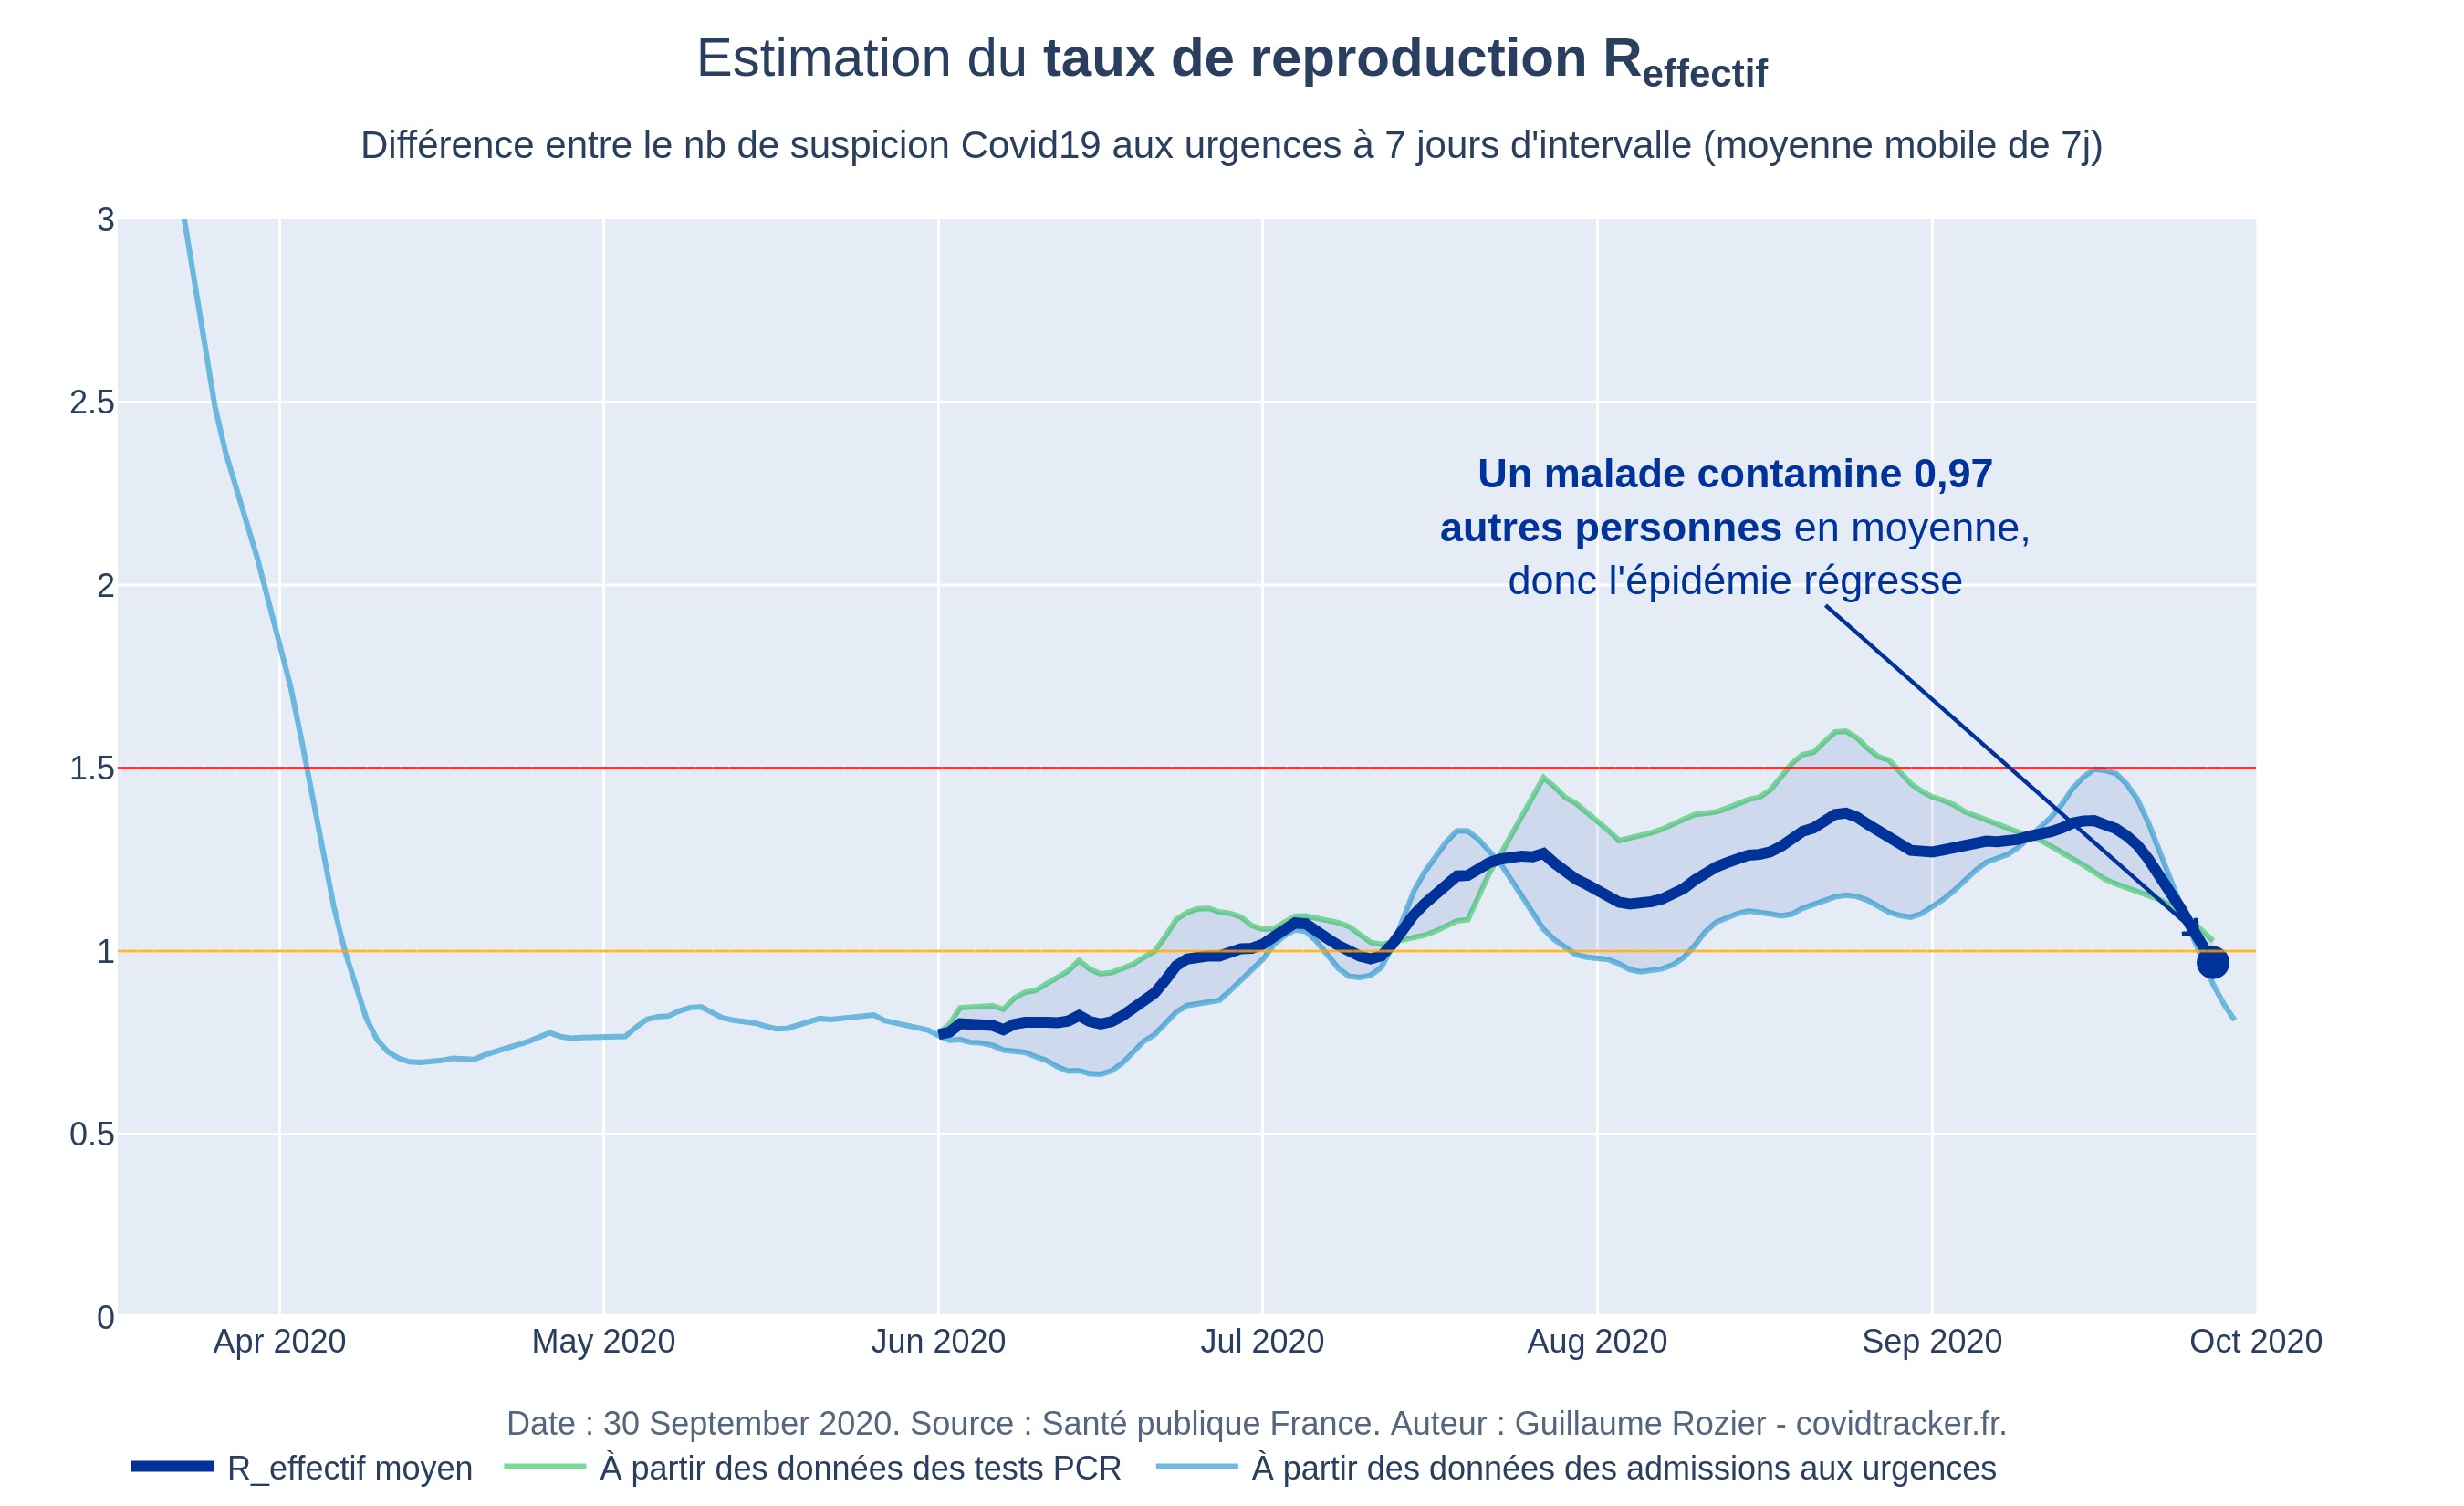 Estimation du taux de reproduction Reffectif
Différence entre le nb de suspicion Covid19 aux urgences à 7 jours d'intervalle (moyenne mobile de 7j)
3
2.5
2
1.5
1
0.5
0
Un malade contamine 0,97
autres personnes en moyenne,
donc l'épidémie régresse
Apr 2020 May 2020 Jun 2020 Jul 2020 Aug 2020 Sep 2020 Oct 2020
Date : 30 September 2020. Source : Santé publique France. Auteur : Guillaume Rozier - covidtracker.fr.
R_effectif moyen À partir des données des tests PCR À partir des données des admissions aux urgences